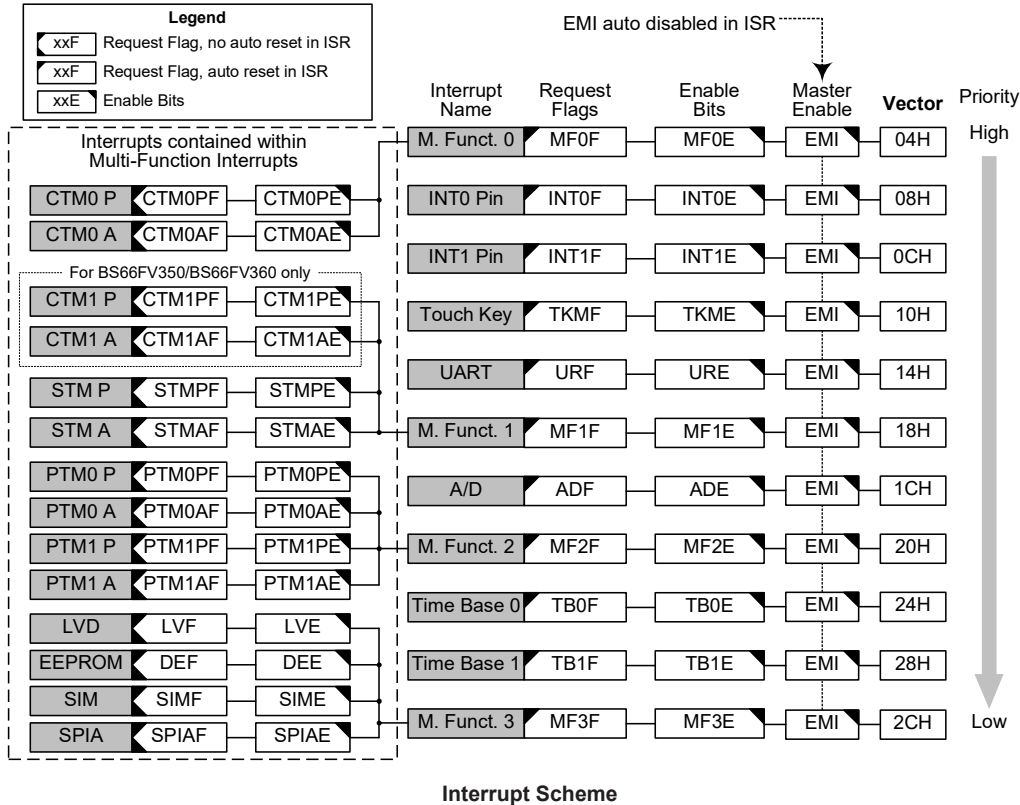 Legend
xxF Request Flag, no auto reset in ISR
xxF Request Flag, auto reset in ISR
xxE Enable Bits
EMI auto disabled in ISR
Interrupt Name
Request Flags
Enable Bits
Master Enable
Vector
Priority
High
Low
Interrupts contained within
Multi-Function Interrupts
CTM0 P CTM0PF CTM0PE
CTM0 A CTM0AF CTM0AE
For BS66FV350/BS66FV360 only
CTM1 P CTM1PF CTM1PE
CTM1 A CTM1AF CTM1AE
STM P STMPF STMPE
STM A STMAF STMAE
PTM0 P PTM0PF PTM0PE
PTM0 A PTM0AF PTM0AE
PTM1 P PTM1PF PTM1PE
PTM1 A PTM1AF PTM1AE
LVD LVF LVE
EEPROM DEF DEE
SIM SIMF SIME
SPIA SPIAF SPIAE
M. Funct. 0 MF0F MF0E EMI 04H
INT0 Pin INT0F INT0E EMI 08H
INT1 Pin INT1F INT1E EMI 0CH
Touch Key TKMF TKME EMI 10H
UART URF URE EMI 14H
M. Funct. 1 MF1F MF1E EMI 18H
A/D ADF ADE EMI 1CH
M. Funct. 2 MF2F MF2E EMI 20H
Time Base 0 TB0F TB0E EMI 24H
Time Base 1 TB1F TB1E EMI 28H
M. Funct. 3 MF3F MF3E EMI 2CH
Interrupt Scheme